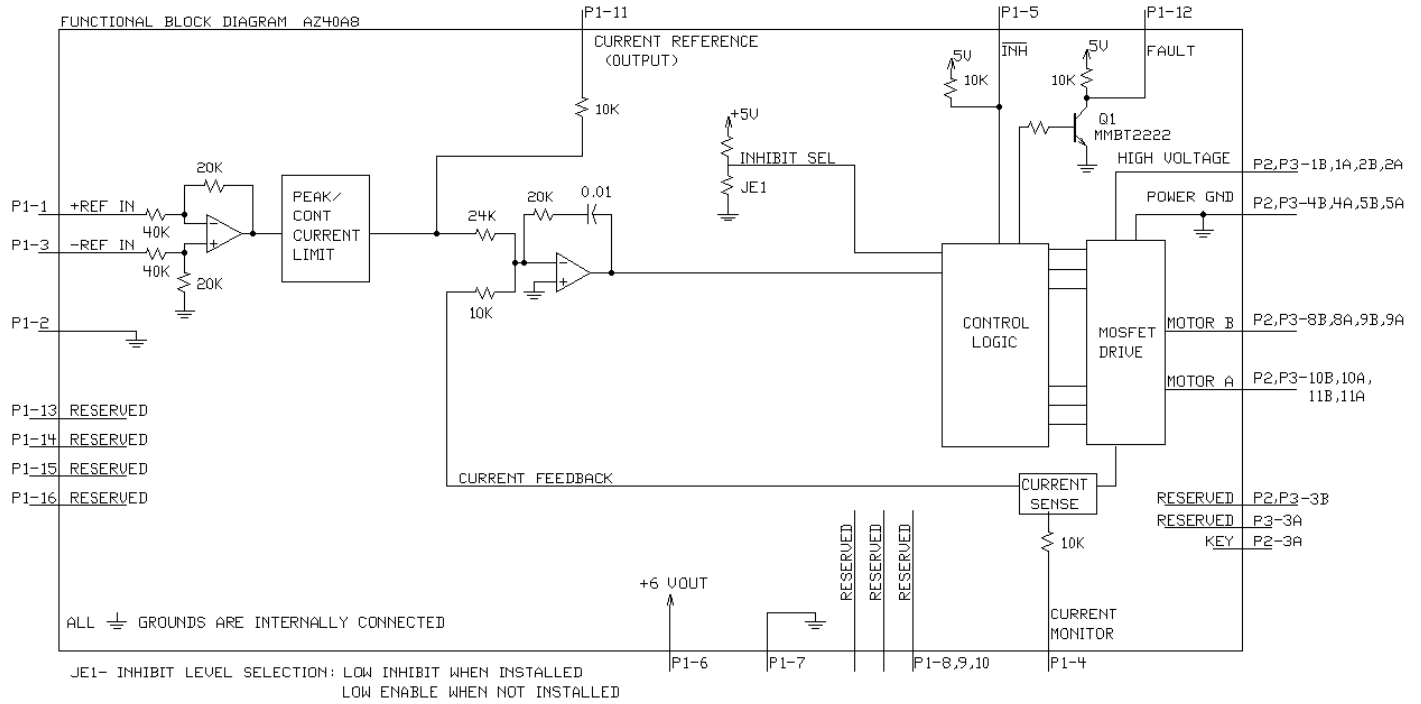 FUNCTIONAL BLOCK DIAGRAM AZ40A8
P1-11
P1-5
P1-12
CURRENT REFERENCE
(OUTPUT)
INH
FAULT
5V
10K
5V
10K
10K
Q1
MMBT2222
+5V
INHIBIT SEL
JE1
HIGH VOLTAGE
P2,P3-1B,1A,2B,2A
POWER GND
P2,P3-4B,4A,5B,5A
20K
P1-1
+REF IN
40K
P1-3
-REF IN
40K
20K
PEAK/
CONT
CURRENT
LIMIT
24K
20K
0.01
10K
P1-2
CONTROL
LOGIC
MOSFET
DRIVE
MOTOR B
P2,P3-8B,8A,9B,9A
MOTOR A
P2,P3-10B,10A,
11B,11A
P1-13 RESERVED
P1-14 RESERVED
P1-15 RESERVED
P1-16 RESERVED
CURRENT FEEDBACK
CURRENT
SENSE
10K
RESERVED P2,P3-3B
RESERVED P3-3A
KEY P2-3A
RESERVED
RESERVED
RESERVED
+6 VOUT
CURRENT
MONITOR
ALL GROUNDS ARE INTERNALLY CONNECTED
P1-6
P1-7
P1-8,9,10
P1-4
JE1- INHIBIT LEVEL SELECTION: LOW INHIBIT WHEN INSTALLED
LOW ENABLE WHEN NOT INSTALLED